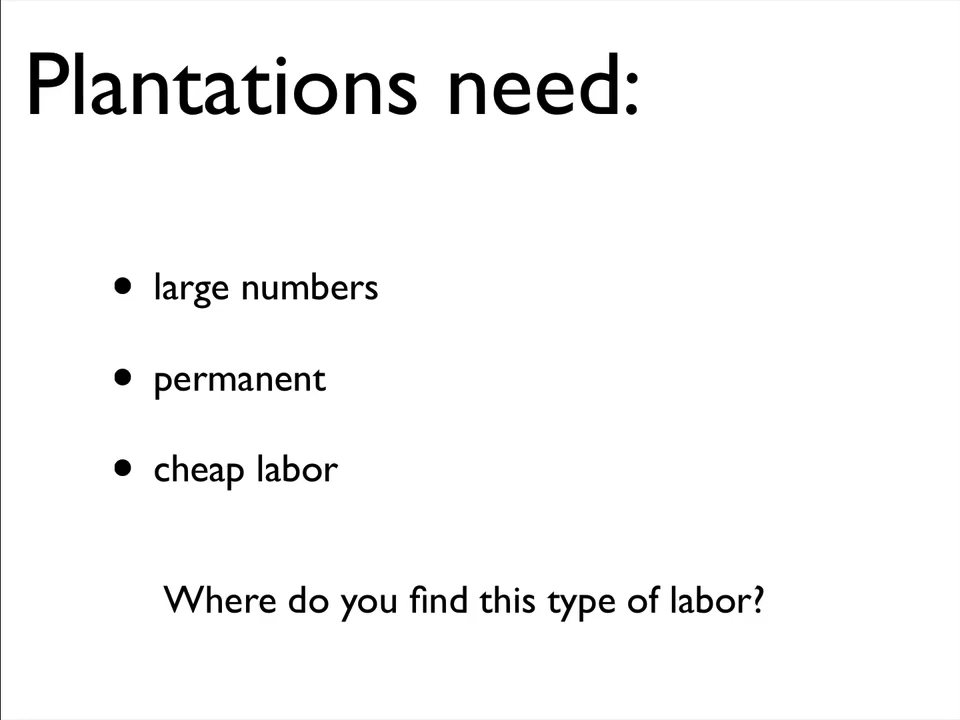 Plantations need:
• large numbers
• permanent
• cheap labor
Where do you find this type of labor?